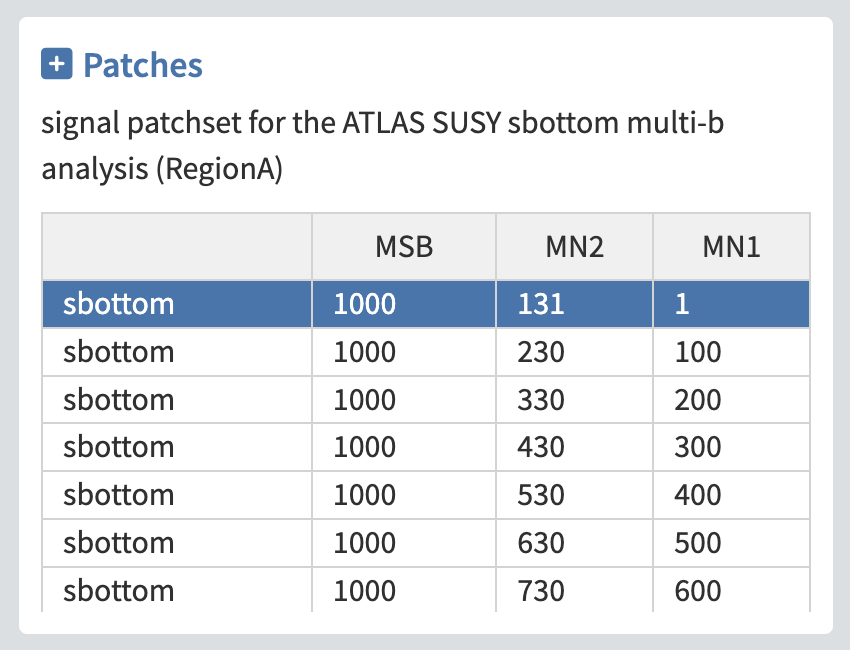 + Patches
signal patchset for the ATLAS SUSY sbottom multi-b
analysis (RegionA)
MSB MN2 MN1
sbottom 1000 131 1
sbottom 1000 230 100
sbottom 1000 330 200
sbottom 1000 430 300
sbottom 1000 530 400
sbottom 1000 630 500
sbottom 1000 730 600